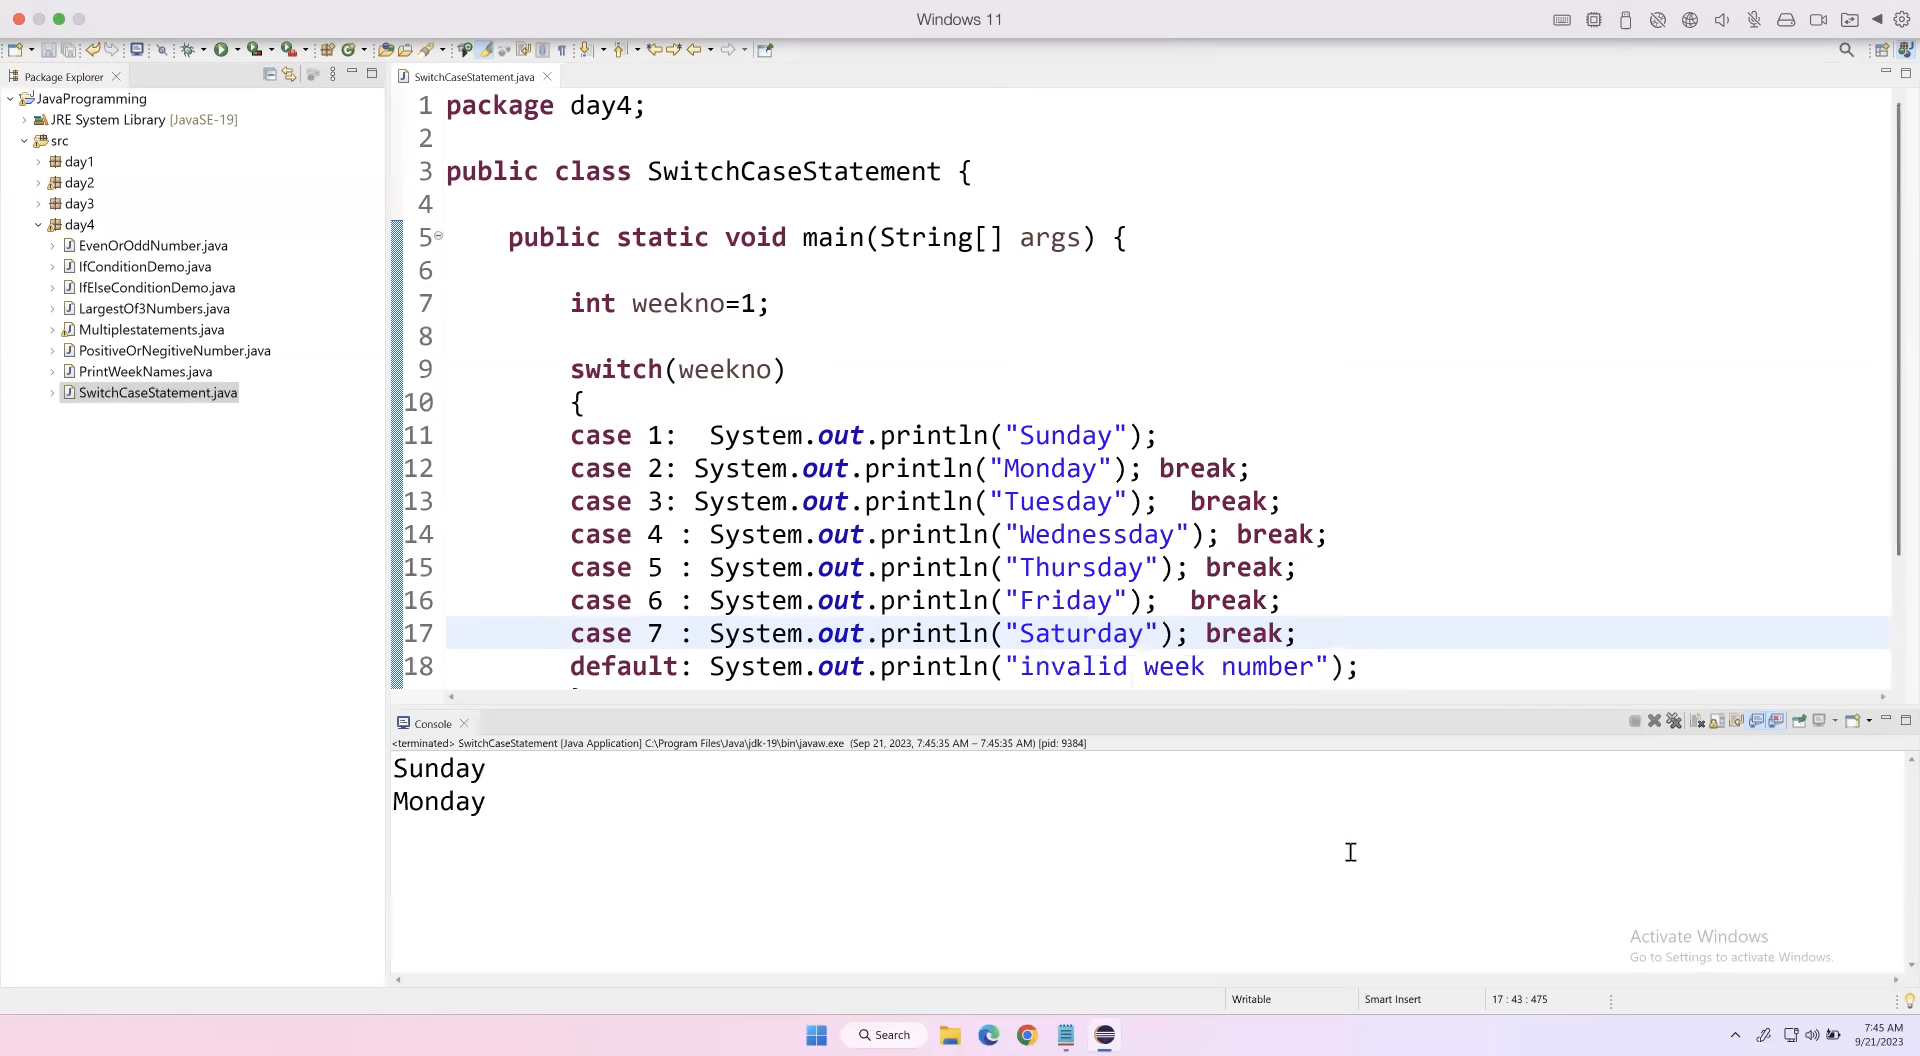 Windows 11
Package Explorer
JavaProgramming
JRE System Library [JavaSE-19]
src
day1
day2
day3
day4
EvenOrOddNumber.java
IfConditionDemo.java
IfElseConditionDemo.java
LargestOf3Numbers.java
Multiplestatements.java
PositiveOrNegitiveNumber.java
PrintWeekNames.java
SwitchCaseStatement.java
SwitchCaseStatement.java
1 package day4;
2
3 public class SwitchCaseStatement {
4
5 public static void main(String[] args) {
6
7 int weekno=1;
8
9 switch(weekno)
10 {
11 case 1:  System.out.println("Sunday");
12 case 2: System.out.println("Monday"); break;
13 case 3: System.out.println("Tuesday");  break;
14 case 4 : System.out.println("Wednessday"); break;
15 case 5 : System.out.println("Thursday"); break;
16 case 6 : System.out.println("Friday");  break;
17 case 7 : System.out.println("Saturday"); break;
18 default: System.out.println("invalid week number");
Console
<terminated> SwitchCaseStatement [Java Application] C:\Program Files\Java\jdk-19\bin\javaw.exe (Sep 21, 2023, 7:45:35 AM – 7:45:35 AM) [pid: 9384]
Sunday
Monday
Activate Windows
Go to Settings to activate Windows.
Writable
Smart Insert
17 : 43 : 475
Search
7:45 AM
9/21/2023